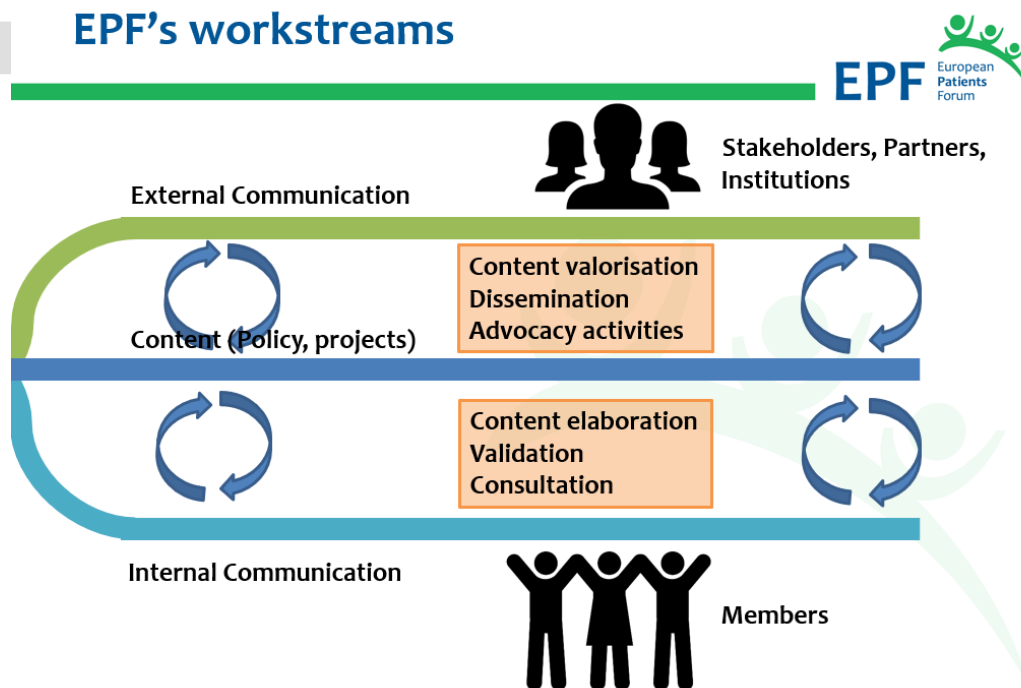 EPF's workstreams
EPF
European
Patients
Forum
Stakeholders, Partners,
Institutions
External Communication
Content valorisation
Dissemination
Advocacy activities
Content (Policy, projects)
Content elaboration
Validation
Consultation
Internal Communication
Members